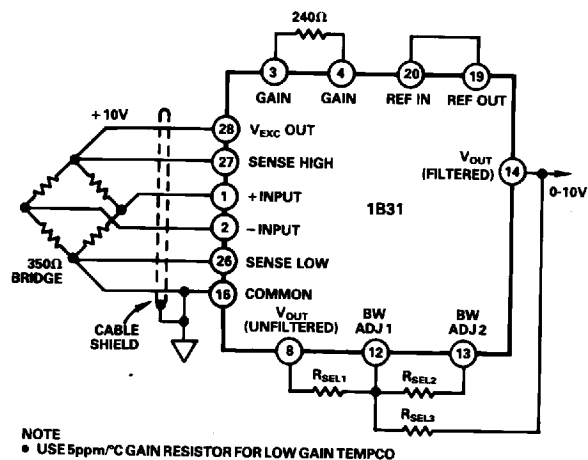 240Ω
3
4
20
19
GAIN
GAIN
REF IN
REF OUT
+10V
28
VEXC OUT
27
SENSE HIGH
VOUT
(FILTERED)
14
1
+INPUT
0-10V
1B31
2
−INPUT
350Ω
BRIDGE
26
SENSE LOW
16
COMMON
CABLE
SHIELD
VOUT
(UNFILTERED)
BW
ADJ 1
BW
ADJ 2
8
12
13
RSEL1
RSEL2
RSEL3
NOTE
• USE 5ppm/°C GAIN RESISTOR FOR LOW GAIN TEMPCO